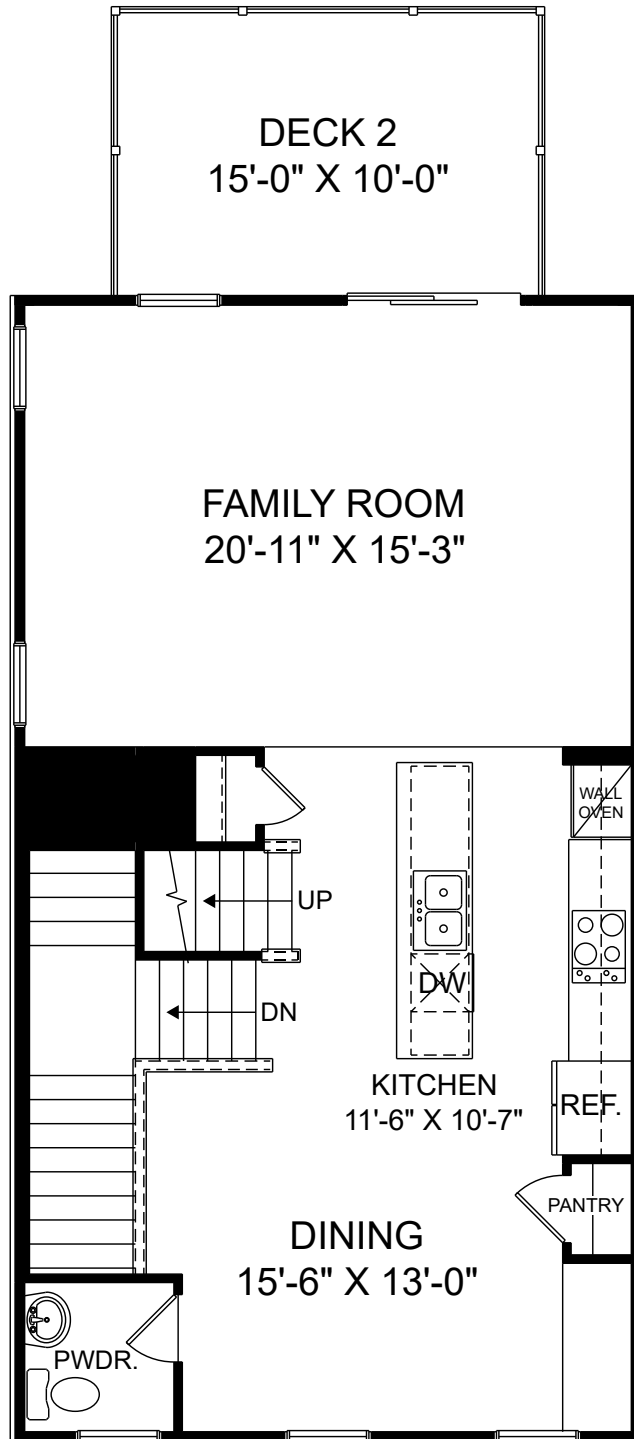 DECK 2
15'-0" X 10'-0"
FAMILY ROOM
20'-11" X 15'-3"
WALL
OVEN
UP
DW
DN
KITCHEN
11'-6" X 10'-7"
REF.
PANTRY
DINING
15'-6" X 13'-0"
PWDR.